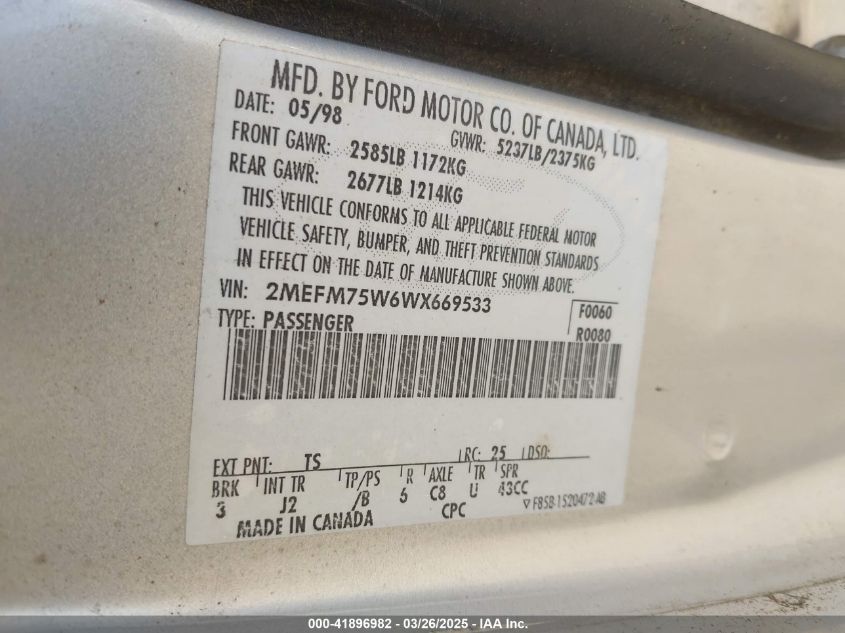 MFD. BY FORD MOTOR CO. OF CANADA, LTD.
DATE: 05/98 GVWR: 5237LB/2375KG
FRONT GAWR: 2585LB 1172KG
REAR GAWR: 2677LB 1214KG
THIS VEHICLE CONFORMS TO ALL APPLICABLE FEDERAL MOTOR
VEHICLE SAFETY, BUMPER, AND THEFT PREVENTION STANDARDS
IN EFFECT ON THE DATE OF MANUFACTURE SHOWN ABOVE.
VIN: 2MEFM75W6WX669533 F0060
TYPE: PASSENGER R0080
EXT PNT: TS RC: 25 DSO:
BRK INT TR TP/PS R AXLE TR SPR
3 J2 /B 6 C8 U 43CC
MADE IN CANADA CPC F85B-1520472-AB
000-41896982 - 03/26/2025 - IAA Inc.